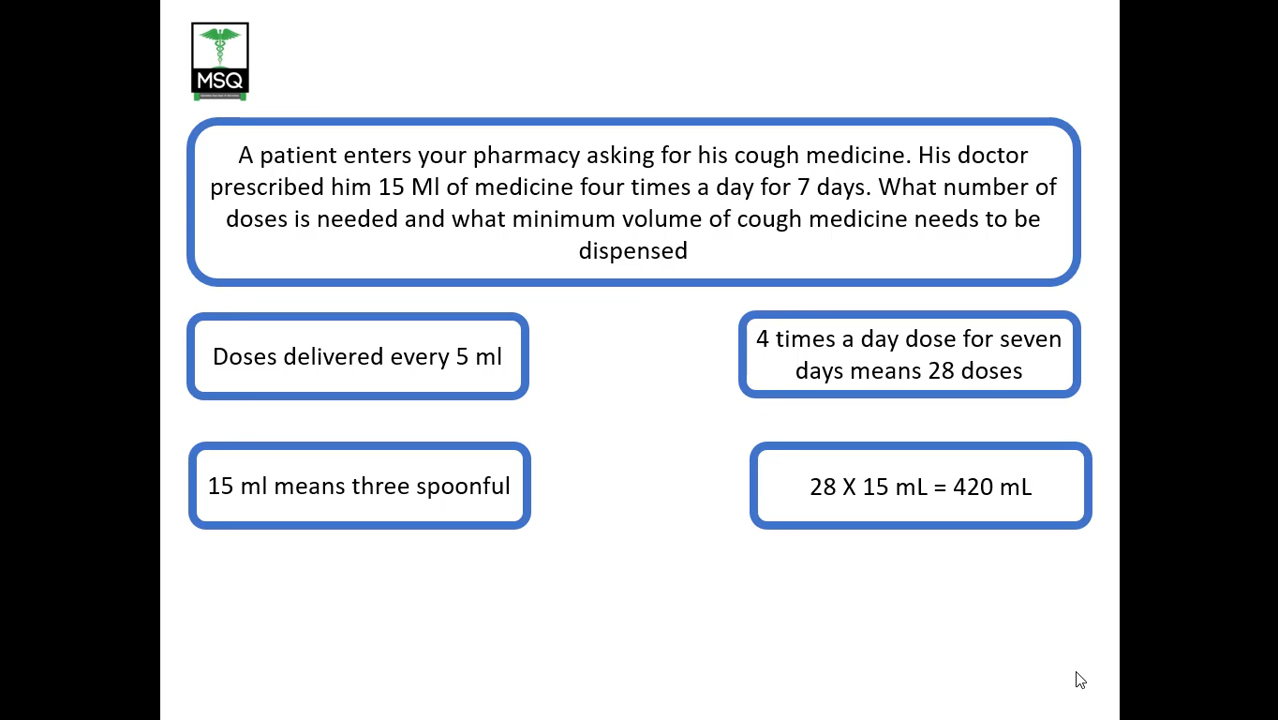 MSQ
A patient enters your pharmacy asking for his cough medicine. His doctor
prescribed him 15 Ml of medicine four times a day for 7 days. What number of
doses is needed and what minimum volume of cough medicine needs to be
dispensed
Doses delivered every 5 ml
4 times a day dose for seven
days means 28 doses
15 ml means three spoonful
28 X 15 mL = 420 mL